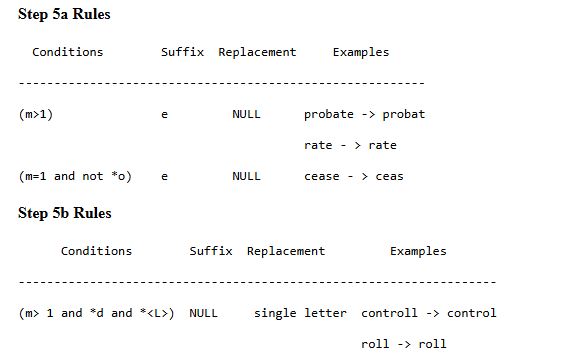 Step 5a Rules
Conditions Suffix Replacement Examples
---------------------------------------------------------
(m>1) e NULL probate -> probat
rate - > rate
(m=1 and not *o) e NULL cease - > ceas
Step 5b Rules
Conditions Suffix Replacement Examples
-------------------------------------------------------------------
(m> 1 and *d and *<L>) NULL single letter controll -> control
roll -> roll